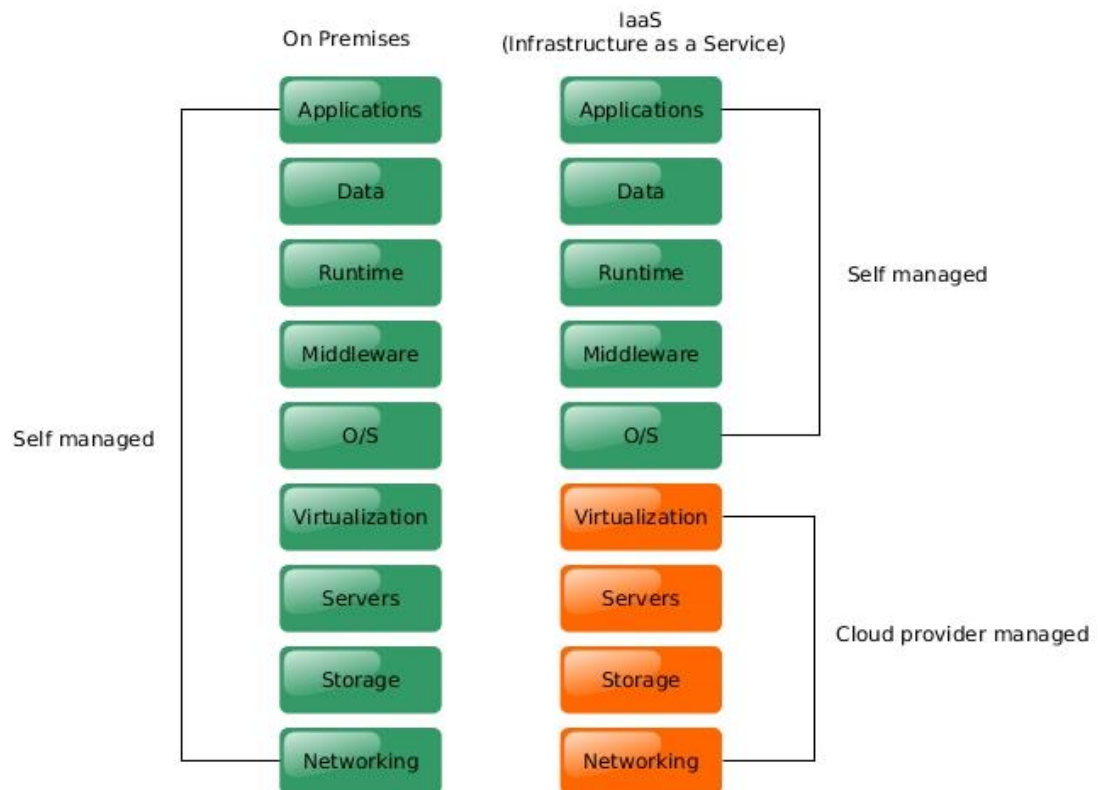 On Premises
IaaS
(Infrastructure as a Service)
Applications
Applications
Data
Data
Runtime
Runtime
Self managed
Middleware
Middleware
Self managed
O/S
O/S
Virtualization
Virtualization
Servers
Servers
Cloud provider managed
Storage
Storage
Networking
Networking